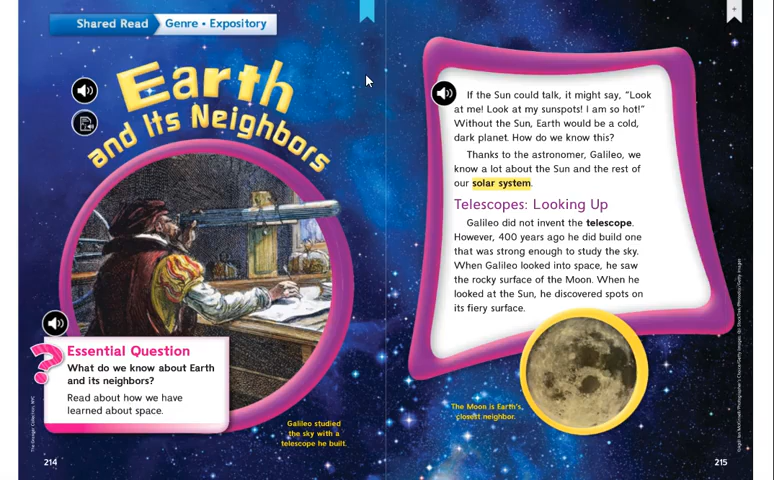 Shared Read Genre • Expository
Earth
and Its Neighbors
Essential Question
What do we know about Earth
and its neighbors?
Read about how we have
learned about space.
Galileo studied
the sky with a
telescope he built.
The Granger Collection, NYC
214
If the Sun could talk, it might say, “Look
at me! Look at my sunspots! I am so hot!”
Without the Sun, Earth would be a cold,
dark planet. How do we know this?
Thanks to the astronomer, Galileo, we
know a lot about the Sun and the rest of
our solar system.
Telescopes: Looking Up
Galileo did not invent the telescope.
However, 400 years ago he did build one
that was strong enough to study the sky.
When Galileo looked into space, he saw
the rocky surface of the Moon. When he
looked at the Sun, he discovered spots on
its fiery surface.
The Moon is Earth’s
closest neighbor.
215